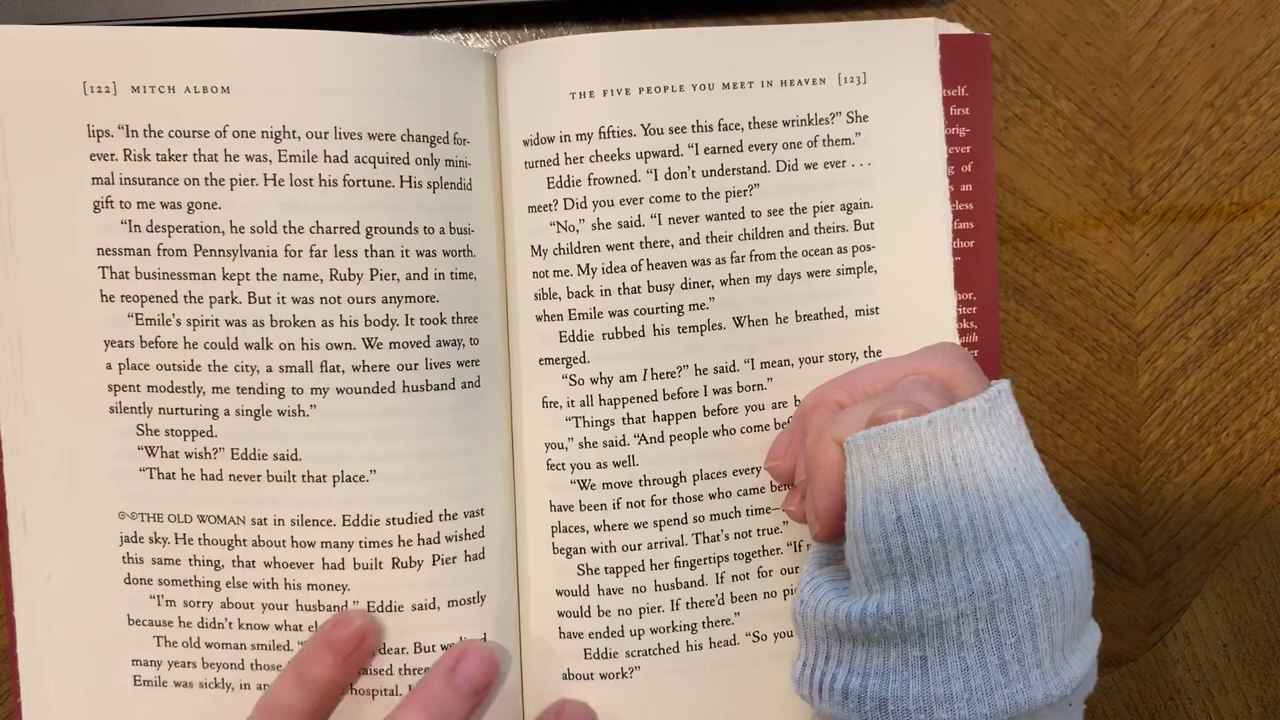 [122] MITCH ALBOM
lips. “In the course of one night, our lives were changed for-
ever. Risk taker that he was, Emile had acquired only mini-
mal insurance on the pier. He lost his fortune. His splendid
gift to me was gone.
“In desperation, he sold the charred grounds to a busi-
nessman from Pennsylvania for far less than it was worth.
That businessman kept the name, Ruby Pier, and in time,
he reopened the park. But it was not ours anymore.
“Emile’s spirit was as broken as his body. It took three
years before he could walk on his own. We moved away, to
a place outside the city, a small flat, where our lives were
spent modestly, me tending to my wounded husband and
silently nurturing a single wish.”
She stopped.
“What wish?” Eddie said.
“That he had never built that place.”
THE OLD WOMAN sat in silence. Eddie studied the vast
jade sky. He thought about how many times he had wished
this same thing, that whoever had built Ruby Pier had
done something else with his money.
“I’m sorry about your husband,” Eddie said, mostly
because he didn’t know what
The old woman smiled. dear. But
many years beyond those raised
Emile was sickly, in hospital.
THE FIVE PEOPLE YOU MEET IN HEAVEN [123]
widow in my fifties. You see this face, these wrinkles?” She
turned her cheeks upward. “I earned every one of them.”
Eddie frowned. “I don’t understand. Did we ever . . .
meet? Did you ever come to the pier?”
“No,” she said. “I never wanted to see the pier again.
My children went there, and their children and theirs. But
not me. My idea of heaven was as far from the ocean as pos-
sible, back in that busy diner, when my days were simple,
when Emile was courting me.”
Eddie rubbed his temples. When he breathed, mist
emerged.
“So why am I here?” he said. “I mean, your story, the
fire, it all happened before I was born.”
“Things that happen before you are
you,” she said. “And people who come
fect you as well.
“We move through places every
have been if not for those who came
places, where we spend so much time—
began with our arrival. That’s not true.”
She tapped her fingertips together. “If
would have no husband. If not for our
would be no pier. If there’d been no
have ended up working there.”
Eddie scratched his head. “So you
about work?”
tself.
first
orig-
ever
of
an
eless
fans
thor
hor,
iter
oks,
aith